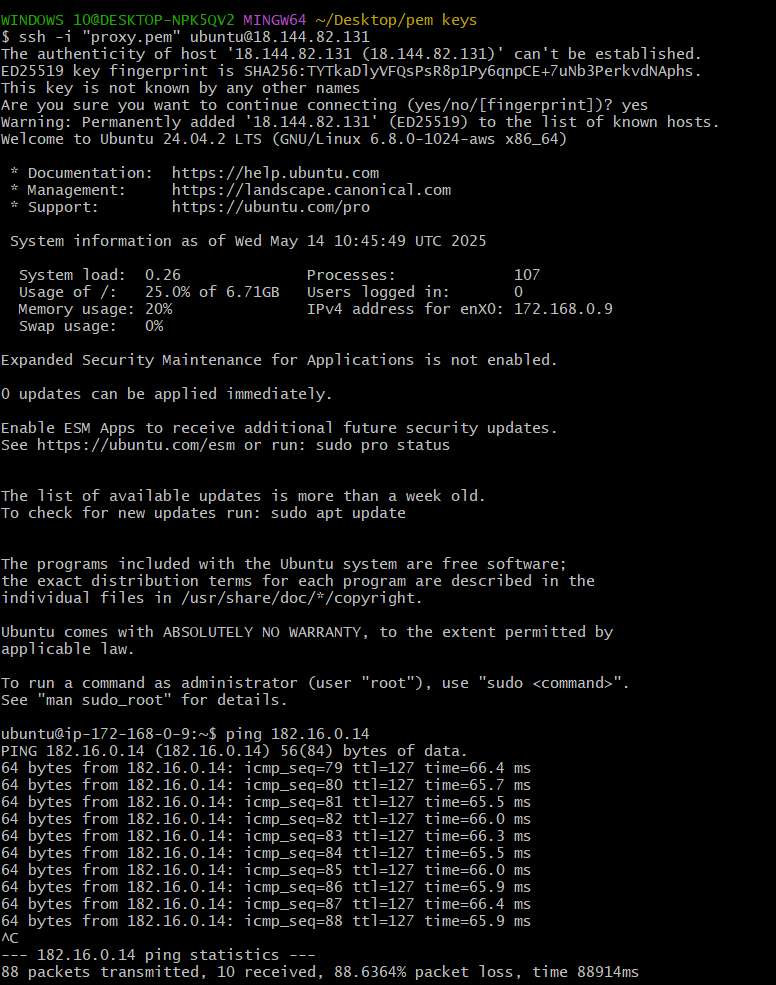 WINDOWS 10@DESKTOP-NPK5QV2 MINGW64 ~/Desktop/pem keys
$ ssh -i "proxy.pem" ubuntu@18.144.82.131
The authenticity of host '18.144.82.131 (18.144.82.131)' can't be established.
ED25519 key fingerprint is SHA256:TYTkaDlyVFQsPsR8p1Py6qnpCE+7uNb3PerkvdNAphs.
This key is not known by any other names
Are you sure you want to continue connecting (yes/no/[fingerprint])? yes
Warning: Permanently added '18.144.82.131' (ED25519) to the list of known hosts.
Welcome to Ubuntu 24.04.2 LTS (GNU/Linux 6.8.0-1024-aws x86_64)

 * Documentation:  https://help.ubuntu.com
 * Management:     https://landscape.canonical.com
 * Support:        https://ubuntu.com/pro

 System information as of Wed May 14 10:45:49 UTC 2025

  System load:  0.26              Processes:             107
  Usage of /:   25.0% of 6.71GB   Users logged in:       0
  Memory usage: 20%               IPv4 address for enX0: 172.168.0.9
  Swap usage:   0%

Expanded Security Maintenance for Applications is not enabled.

0 updates can be applied immediately.

Enable ESM Apps to receive additional future security updates.
See https://ubuntu.com/esm or run: sudo pro status


The list of available updates is more than a week old.
To check for new updates run: sudo apt update


The programs included with the Ubuntu system are free software;
the exact distribution terms for each program are described in the
individual files in /usr/share/doc/*/copyright.

Ubuntu comes with ABSOLUTELY NO WARRANTY, to the extent permitted by
applicable law.

To run a command as administrator (user "root"), use "sudo <command>".
See "man sudo_root" for details.

ubuntu@ip-172-168-0-9:~$ ping 182.16.0.14
PING 182.16.0.14 (182.16.0.14) 56(84) bytes of data.
64 bytes from 182.16.0.14: icmp_seq=79 ttl=127 time=66.4 ms
64 bytes from 182.16.0.14: icmp_seq=80 ttl=127 time=65.7 ms
64 bytes from 182.16.0.14: icmp_seq=81 ttl=127 time=65.5 ms
64 bytes from 182.16.0.14: icmp_seq=82 ttl=127 time=66.0 ms
64 bytes from 182.16.0.14: icmp_seq=83 ttl=127 time=66.3 ms
64 bytes from 182.16.0.14: icmp_seq=84 ttl=127 time=65.5 ms
64 bytes from 182.16.0.14: icmp_seq=85 ttl=127 time=66.0 ms
64 bytes from 182.16.0.14: icmp_seq=86 ttl=127 time=65.9 ms
64 bytes from 182.16.0.14: icmp_seq=87 ttl=127 time=66.4 ms
64 bytes from 182.16.0.14: icmp_seq=88 ttl=127 time=65.9 ms
^C
--- 182.16.0.14 ping statistics ---
88 packets transmitted, 10 received, 88.6364% packet loss, time 88914ms